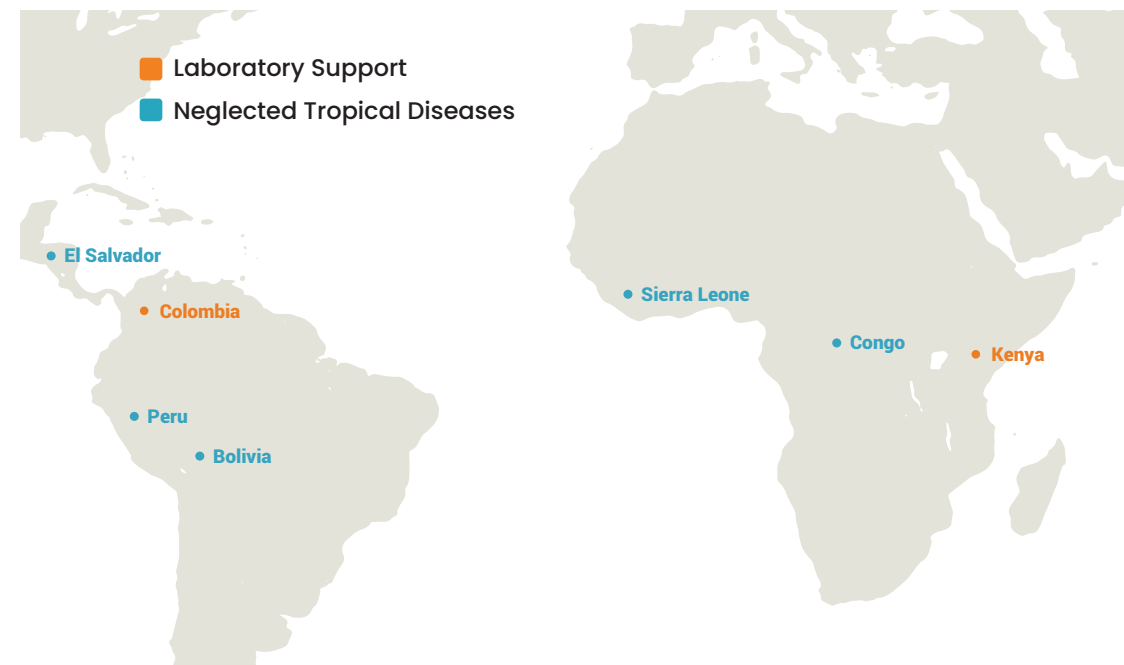 Laboratory Support
Neglected Tropical Diseases
El Salvador
Colombia
Peru
Bolivia
Sierra Leone
Congo
Kenya